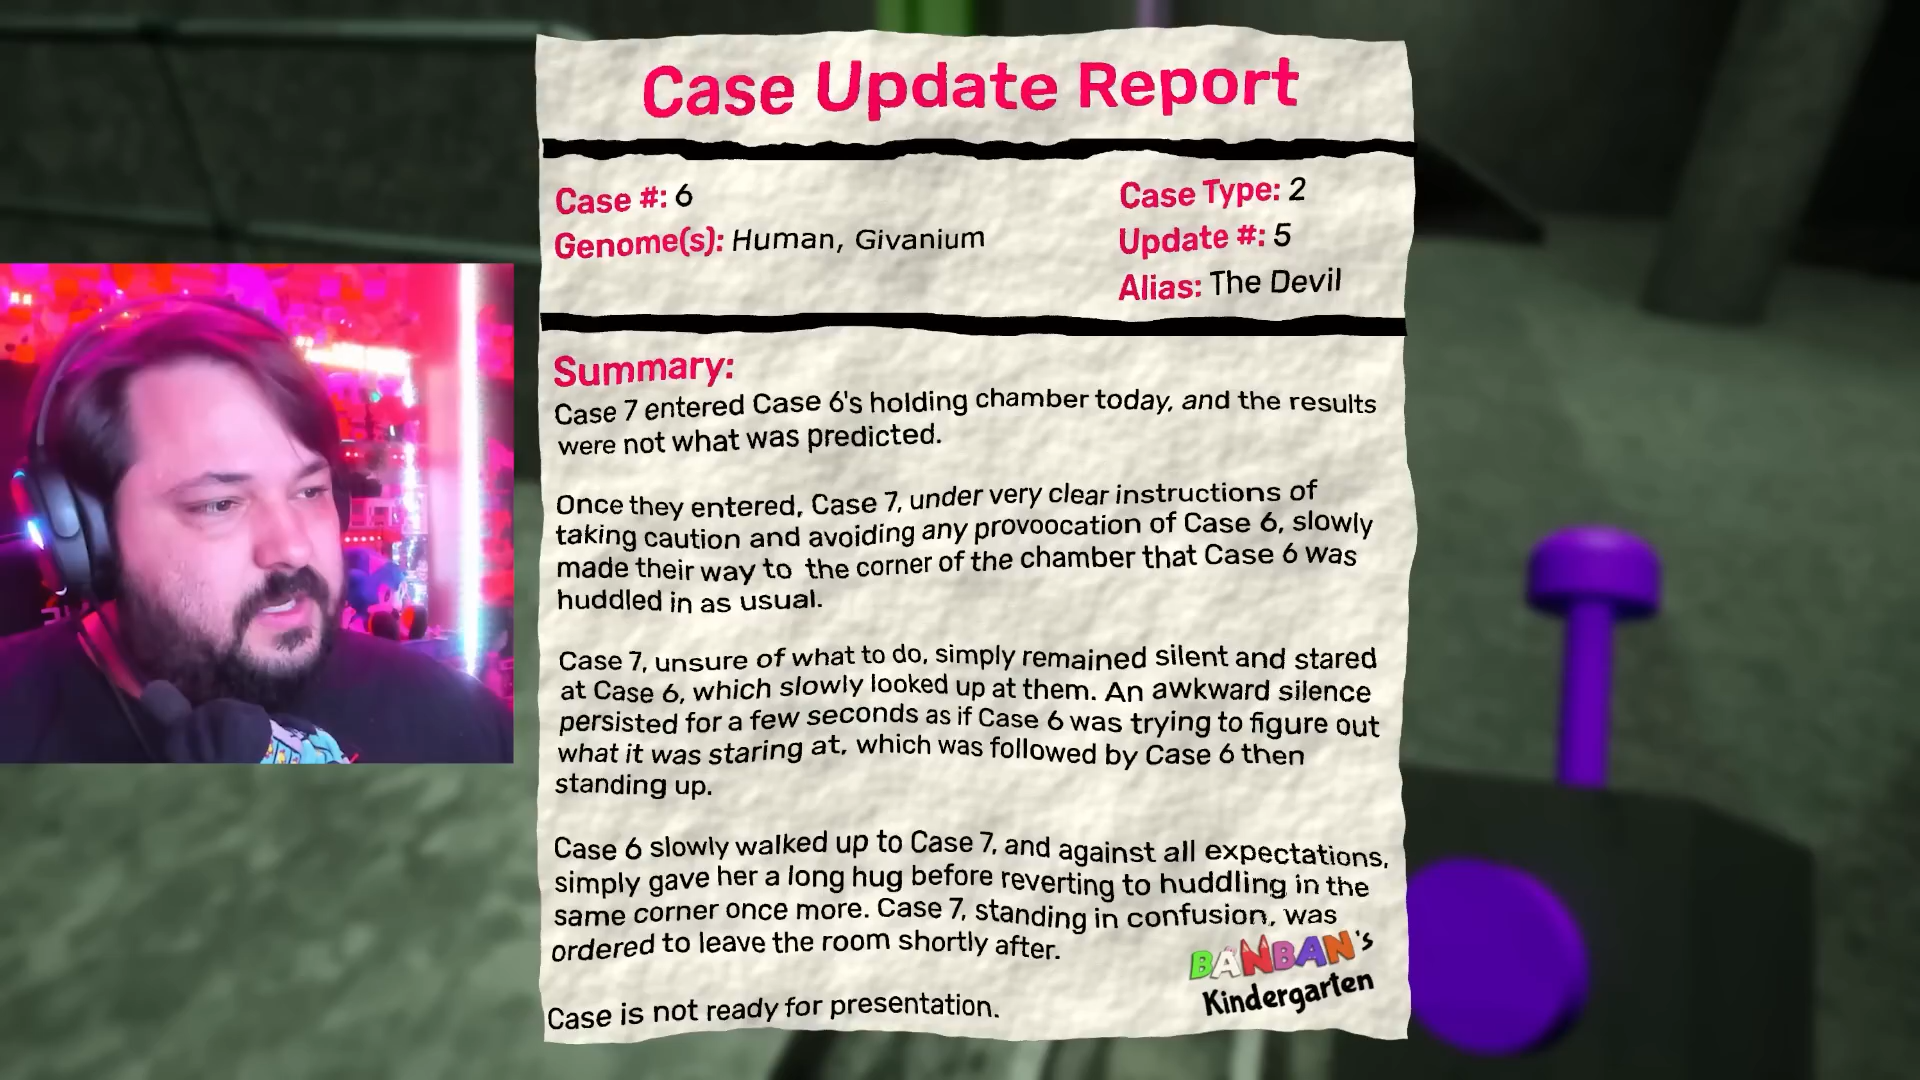 Case Update Report
Case #: 6
Genome(s): Human, Givanium
Case Type: 2
Update #: 5
Alias: The Devil
Summary:
Case 7 entered Case 6's holding chamber today, and the results
were not what was predicted.
Once they entered, Case 7, under very clear instructions of
taking caution and avoiding any provoocation of Case 6, slowly
made their way to the corner of the chamber that Case 6 was
huddled in as usual.
Case 7, unsure of what to do, simply remained silent and stared
at Case 6, which slowly looked up at them. An awkward silence
persisted for a few seconds as if Case 6 was trying to figure out
what it was staring at, which was followed by Case 6 then
standing up.
Case 6 slowly walked up to Case 7, and against all expectations,
simply gave her a long hug before reverting to huddling in the
same corner once more. Case 7, standing in confusion, was
ordered to leave the room shortly after.
Case is not ready for presentation.
BANBAN's
Kindergarten